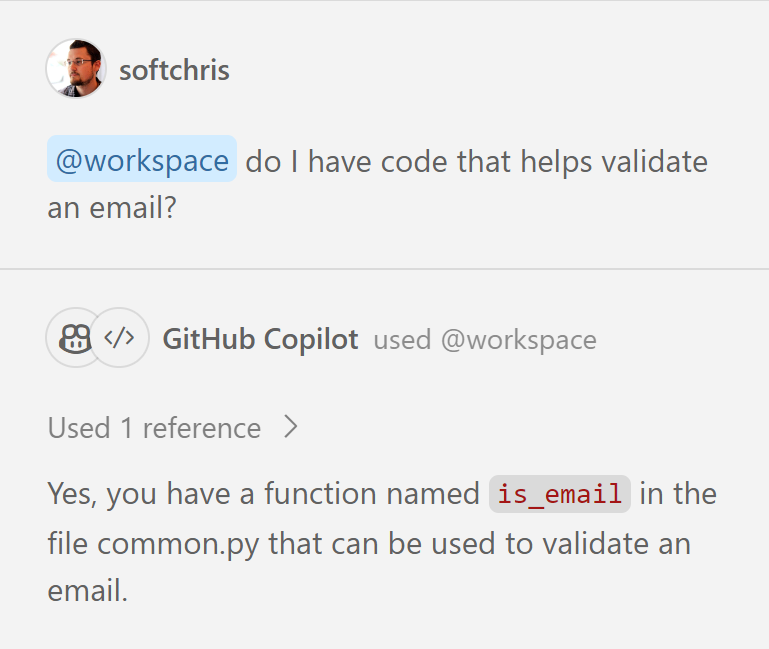 softchris
@workspace do I have code that helps validate
an email?
</> GitHub Copilot used @workspace
Used 1 reference >
Yes, you have a function named is_email in the
file common.py that can be used to validate an
email.